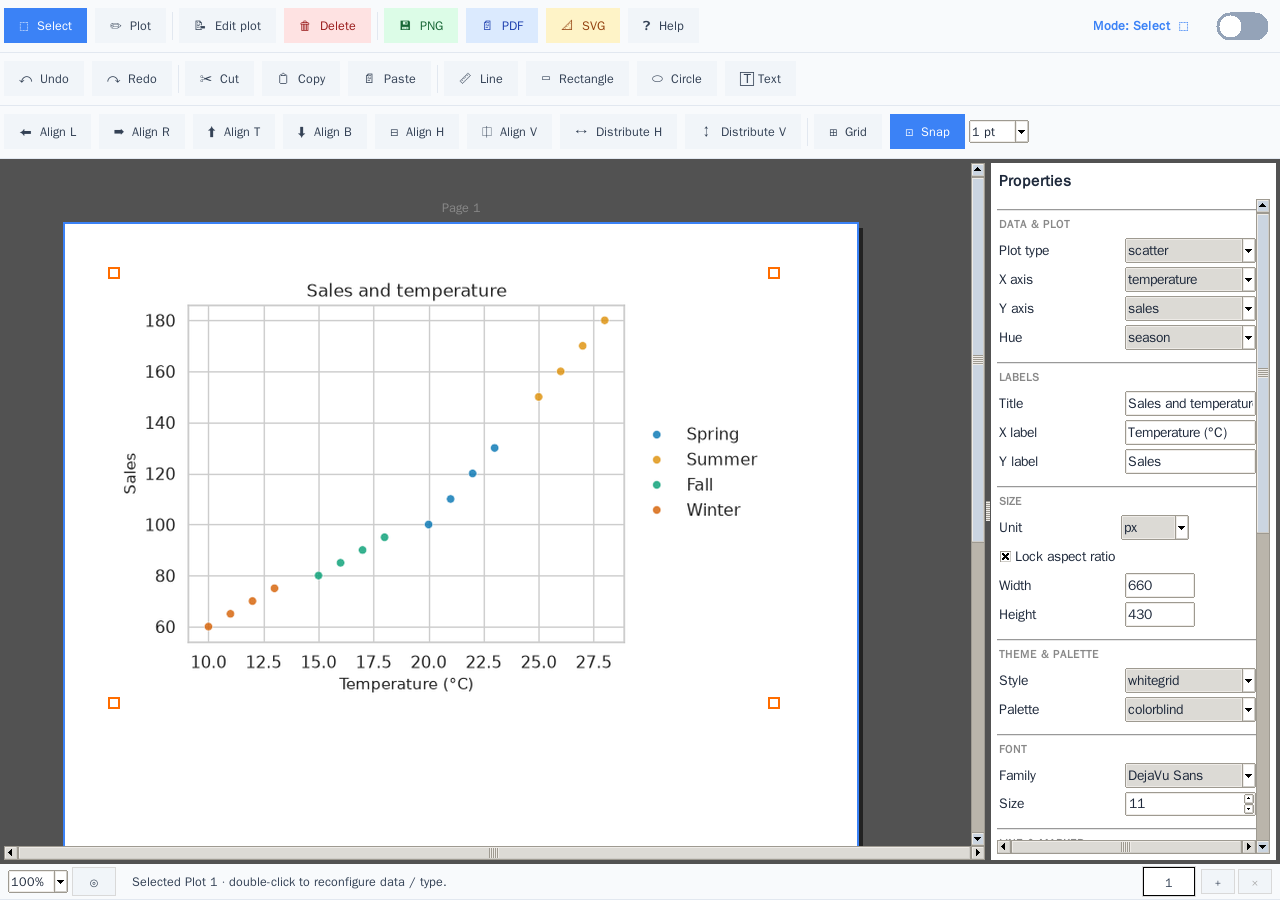 Select Plot Edit plot Delete PNG PDF SVG ? Help Mode: Select
Undo Redo Cut Copy Paste Line Rectangle Circle T Text
Align L Align R Align T Align B Align H Align V Distribute H Distribute V Grid Snap 1 pt
Page 1
Sales and temperature
180
160
140
120
100
80
60
Sales
10.0 12.5 15.0 17.5 20.0 22.5 25.0 27.5
Temperature (°C)
Spring
Summer
Fall
Winter
Properties
DATA & PLOT
Plot type scatter
X axis temperature
Y axis sales
Hue season
LABELS
Title Sales and temperatur
X label Temperature (°C)
Y label Sales
SIZE
Unit px
Lock aspect ratio
Width 660
Height 430
THEME & PALETTE
Style whitegrid
Palette colorblind
FONT
Family DejaVu Sans
Size 11
100% Selected Plot 1 · double-click to reconfigure data / type. 1 + ×